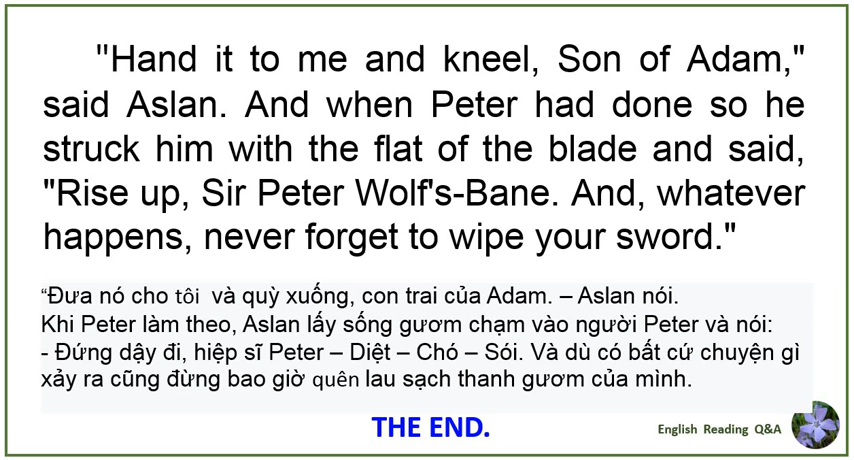 "Hand it to me and kneel, Son of Adam,"
said Aslan. And when Peter had done so he
struck him with the flat of the blade and said,
"Rise up, Sir Peter Wolf's-Bane. And, whatever
happens, never forget to wipe your sword."
“Đưa nó cho tôi và quỳ xuống, con trai của Adam. – Aslan nói.
Khi Peter làm theo, Aslan lấy sống gươm chạm vào người Peter và nói:
- Đứng dậy đi, hiệp sĩ Peter – Diệt – Chó – Sói. Và dù có bất cứ chuyện gì
xảy ra cũng đừng bao giờ quên lau sạch thanh gươm của mình.
THE END.
English Reading Q&A